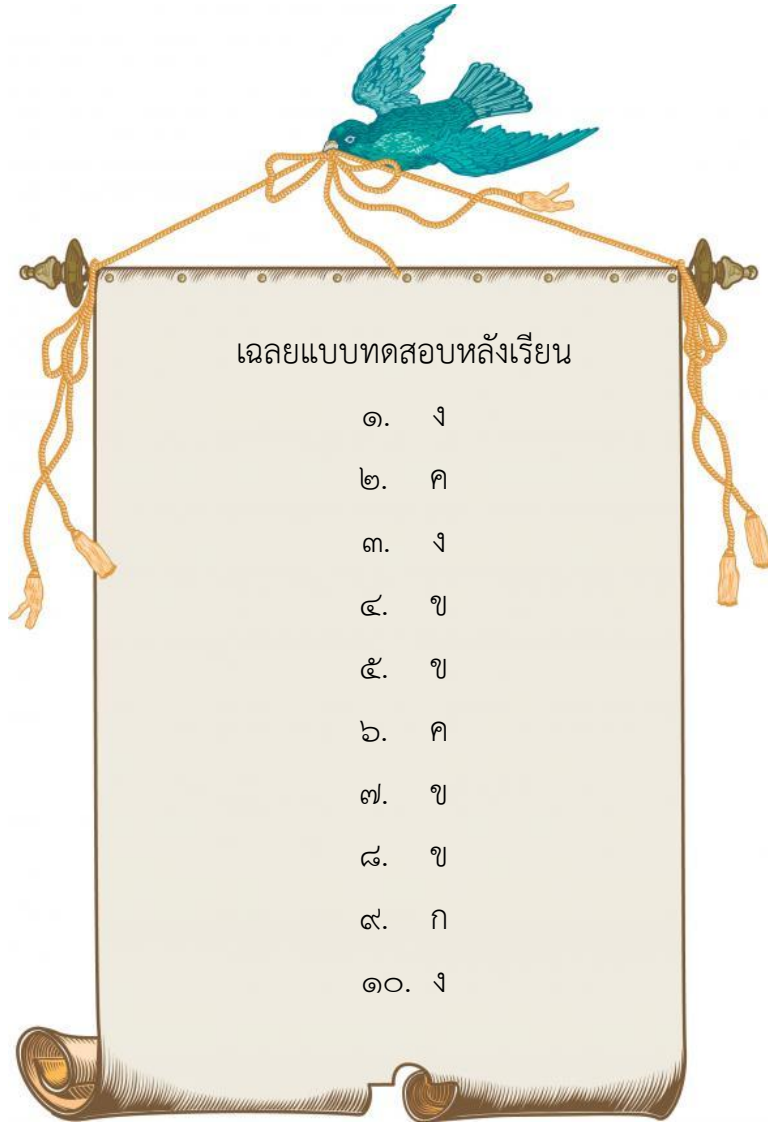 เฉลยแบบทดสอบหลังเรียน
๑. ง
๒. ค
๓. ง
๔. ข
๕. ข
๖. ค
๗. ข
๘. ข
๙. ก
๑๐. ง